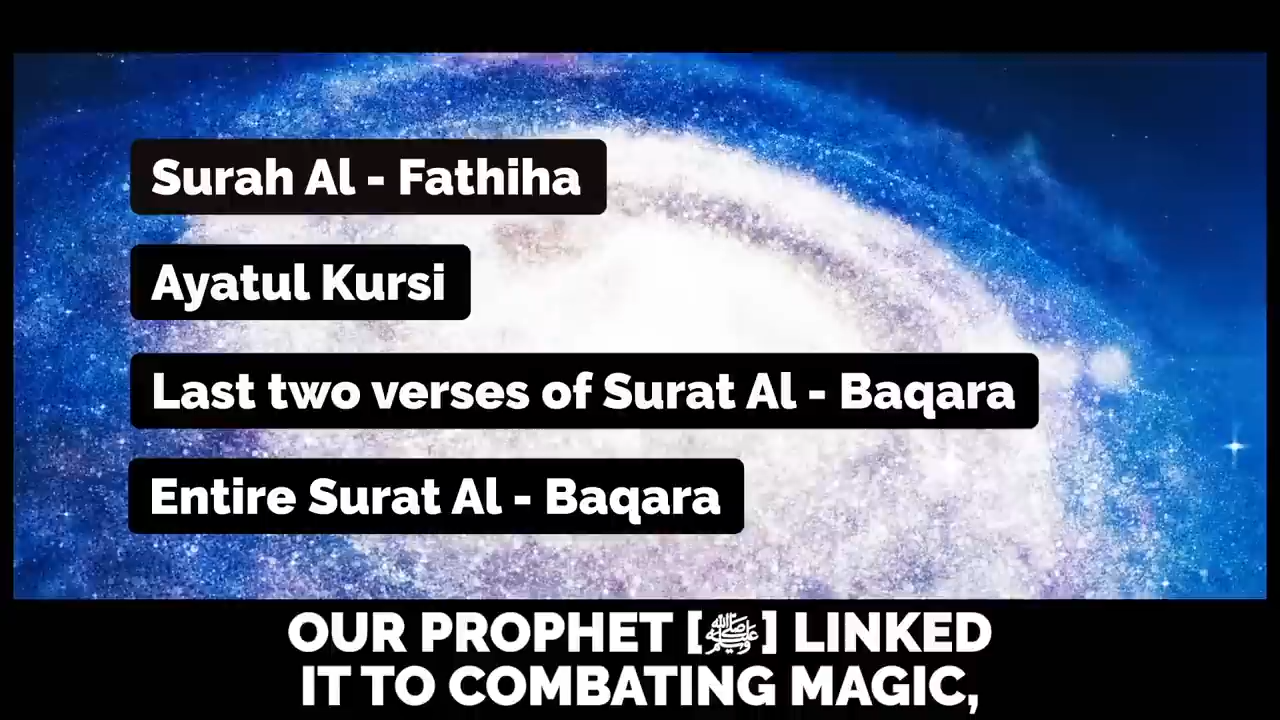 Surah Al - Fathiha
Ayatul Kursi
Last two verses of Surat Al - Baqara
Entire Surat Al - Baqara
OUR PROPHET [ﷺ] LINKED
IT TO COMBATING MAGIC,